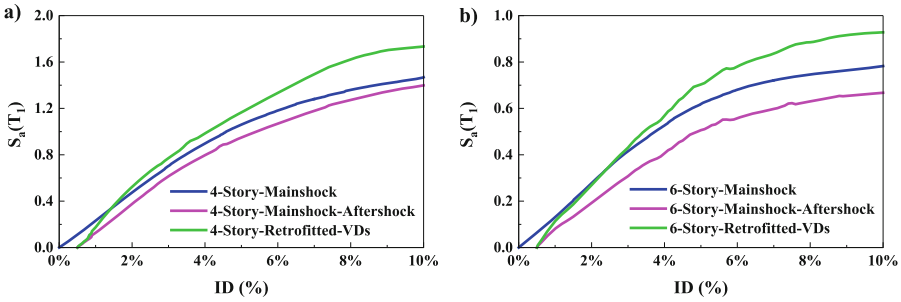 a)
2.0
1.6
1.2
0.8
0.4
0.0
Sa(T1)
4-Story-Mainshock
4-Story-Mainshock-Aftershock
4-Story-Retrofitted-VDs
0% 2% 4% 6% 8% 10%
ID (%)
b)
1.0
0.8
0.6
0.4
0.2
0.0
Sa(T1)
6-Story-Mainshock
6-Story-Mainshock-Aftershock
6-Story-Retrofitted-VDs
0% 2% 4% 6% 8% 10%
ID (%)